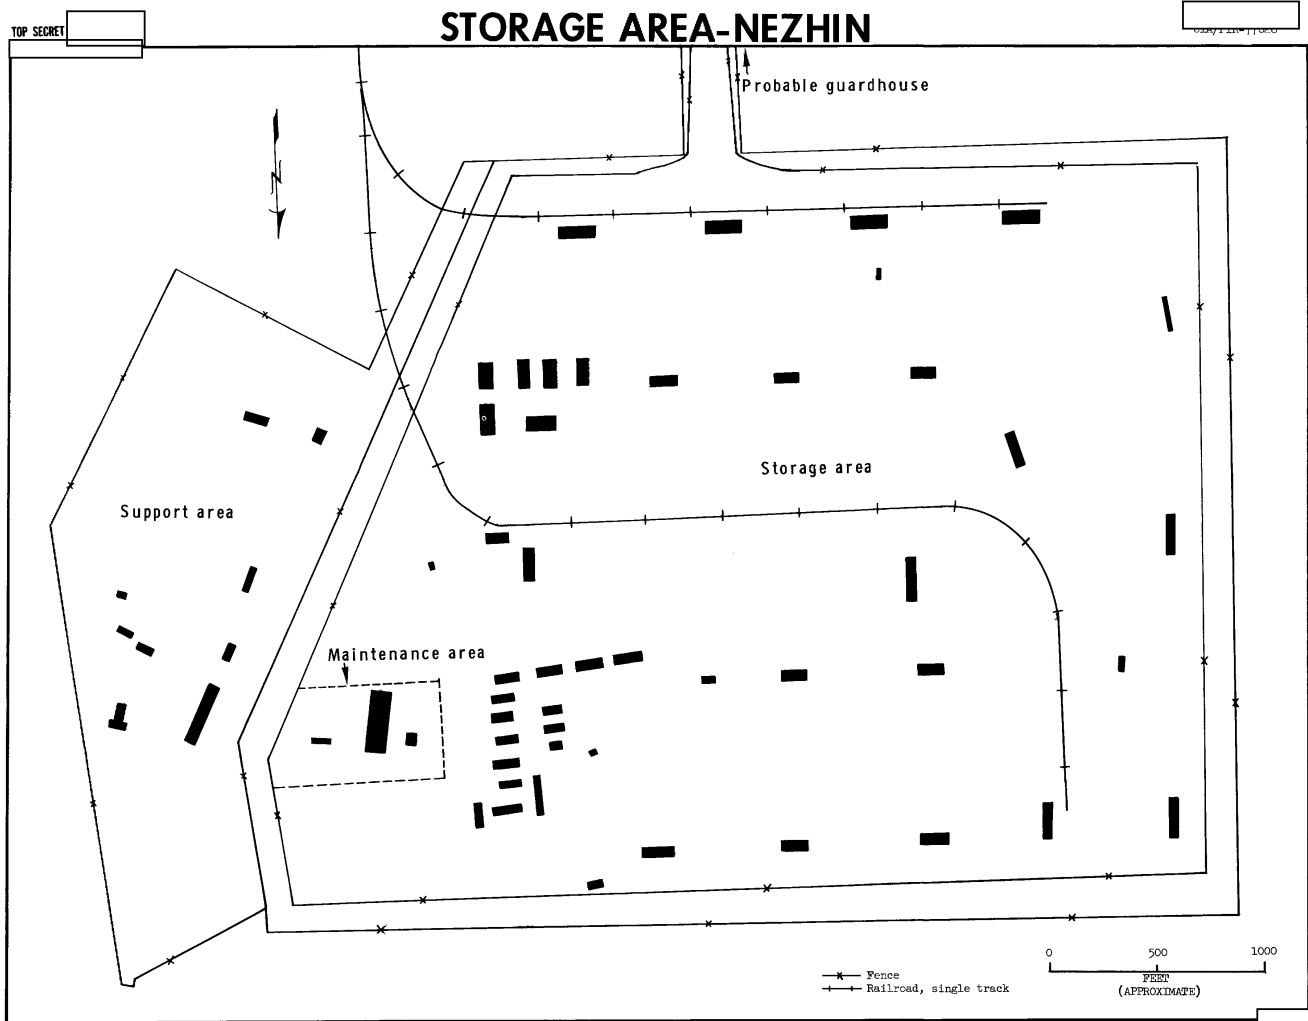 STORAGE AREA-NEZHIN
TOP SECRET
Probable guardhouse
Support area
Storage area
Maintenance area
0 500 1000
FEET
(APPROXIMATE)
Fence
Railroad, single track